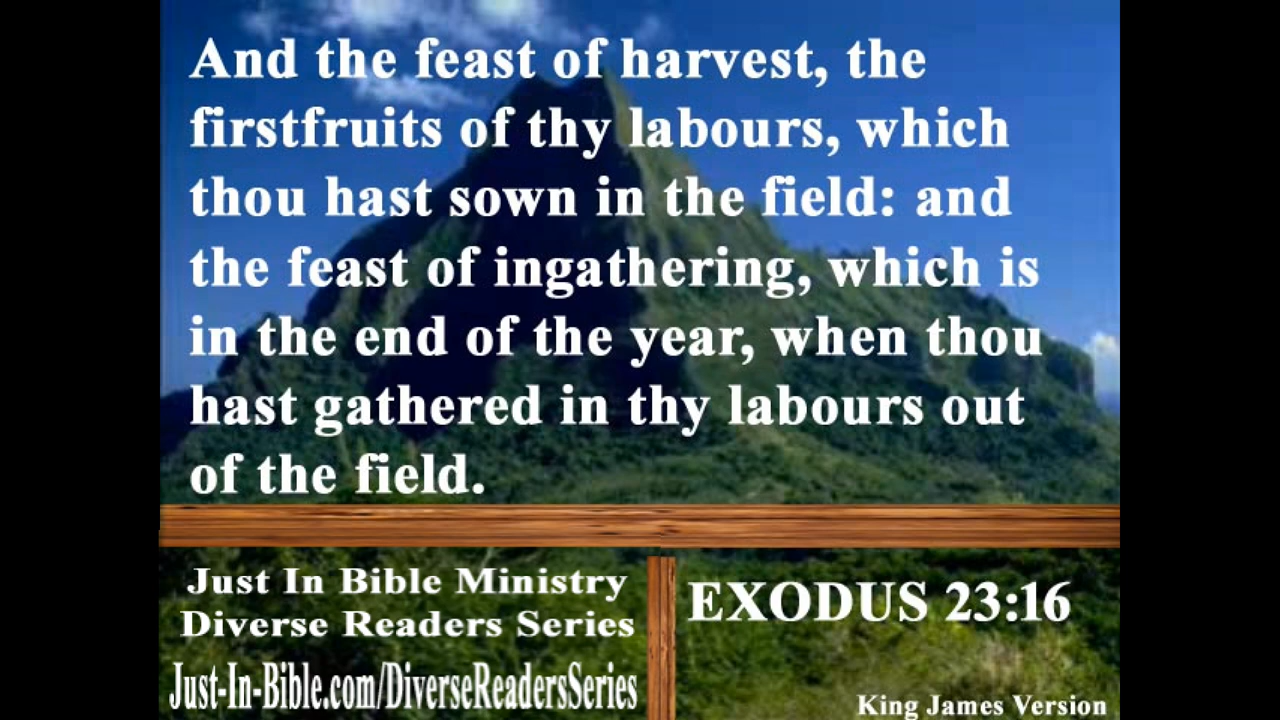 And the feast of harvest, the
firstfruits of thy labours, which
thou hast sown in the field: and
the feast of ingathering, which is
in the end of the year, when thou
hast gathered in thy labours out
of the field.
Just In Bible Ministry
Diverse Readers Series
Just-In-Bible.com/DiverseReadersSeries
EXODUS 23:16
King James Version